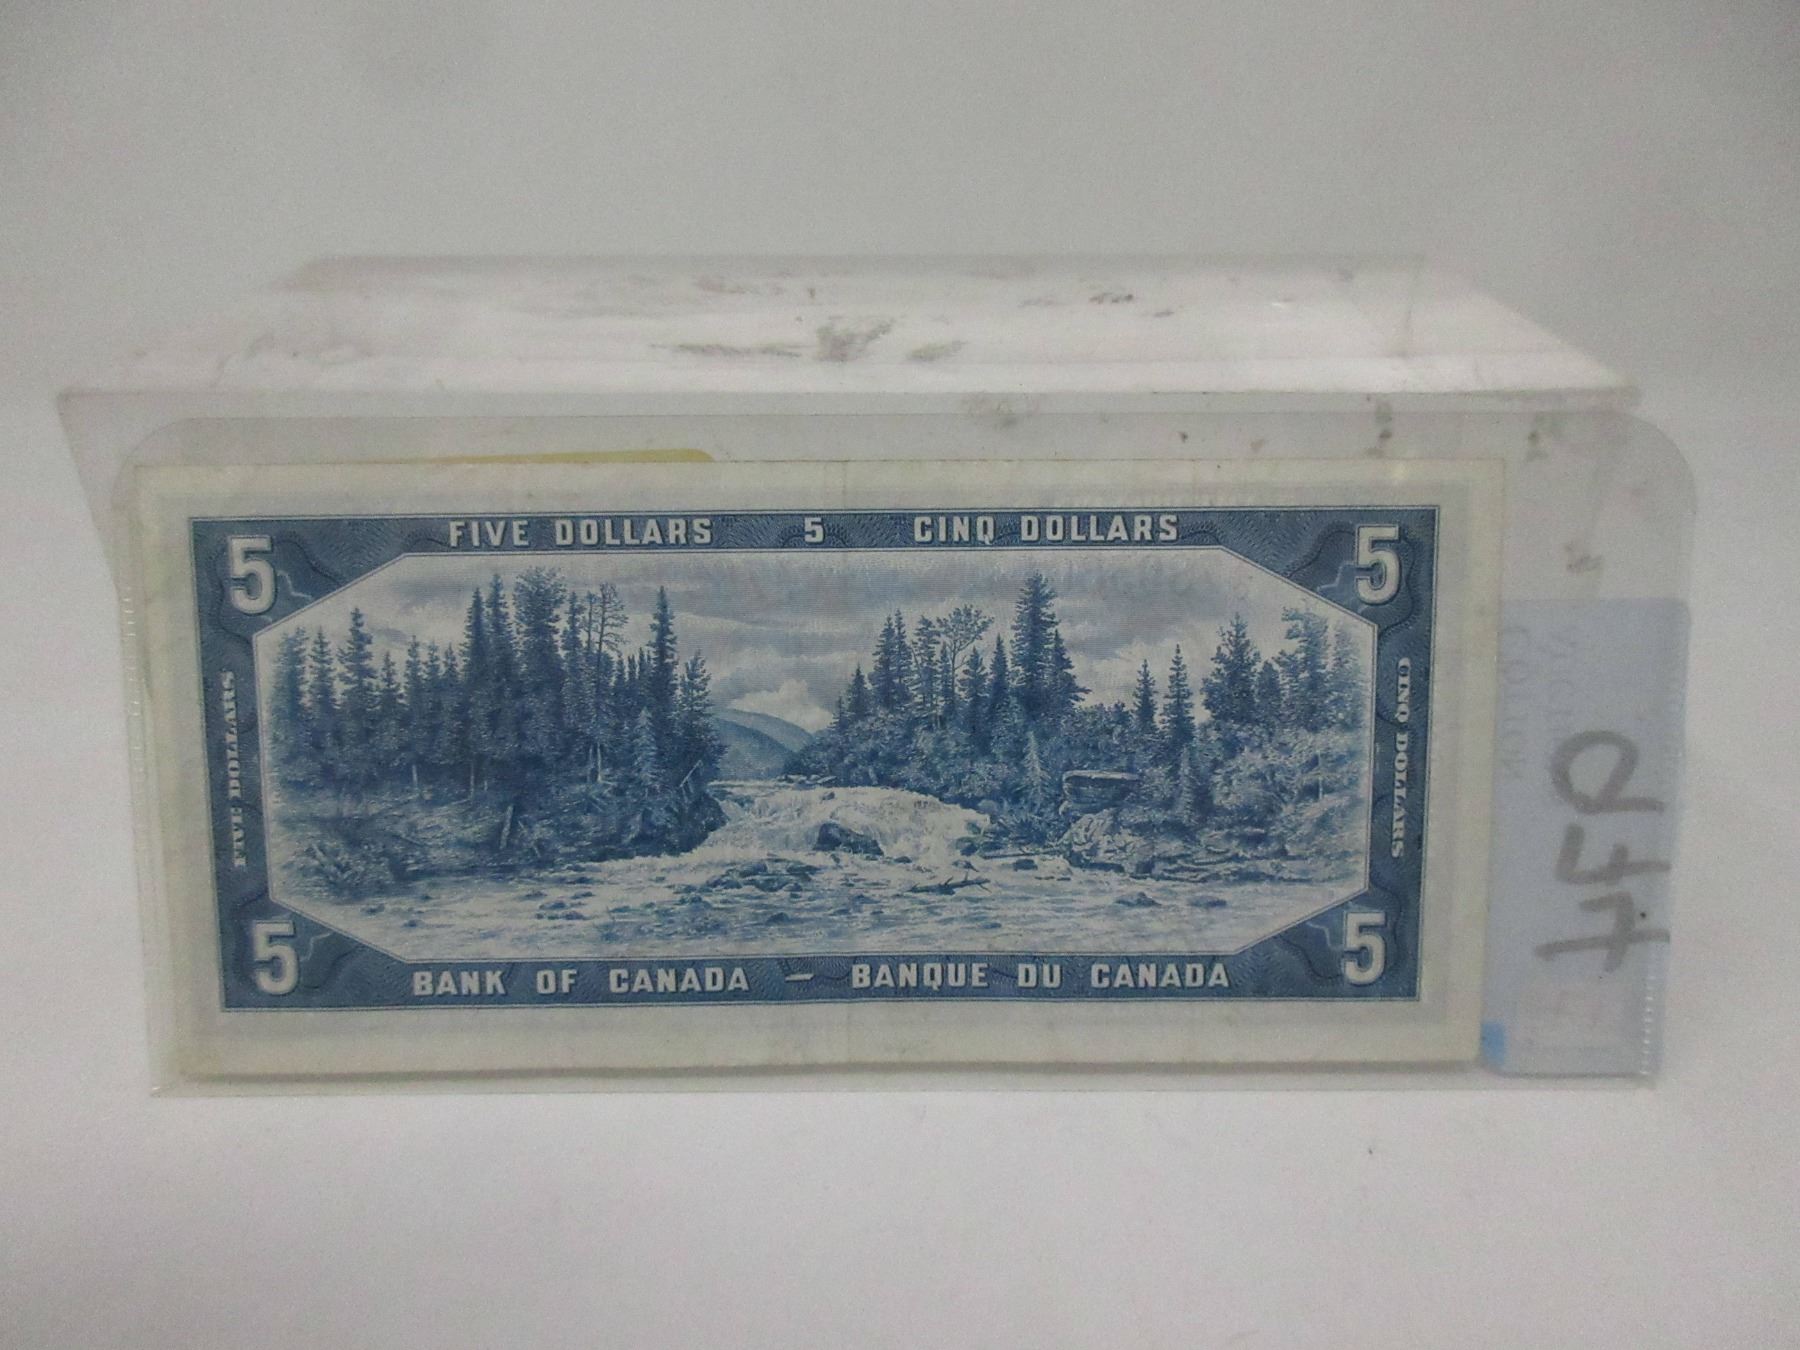 5 FIVE DOLLARS 5 CINQ DOLLARS 5
FIVE DOLLARS
CINQ DOLLARS
5 BANK OF CANADA — BANQUE DU CANADA 5